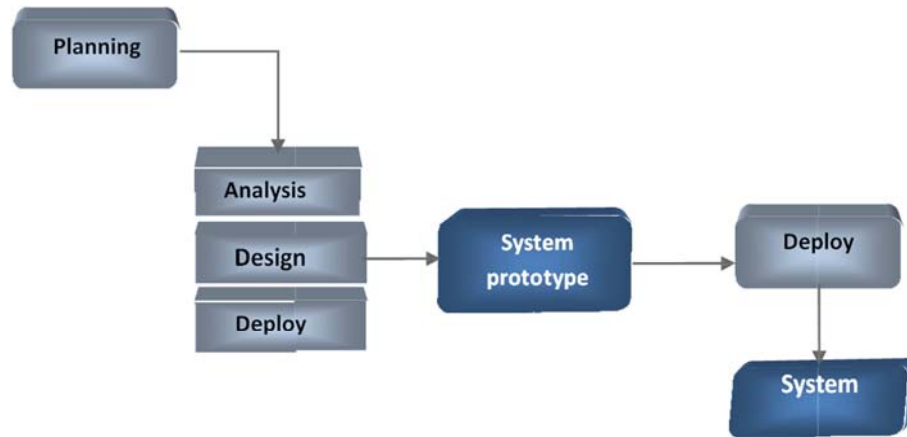 Planning
Analysis
Design
Deploy
System
prototype
Deploy
System